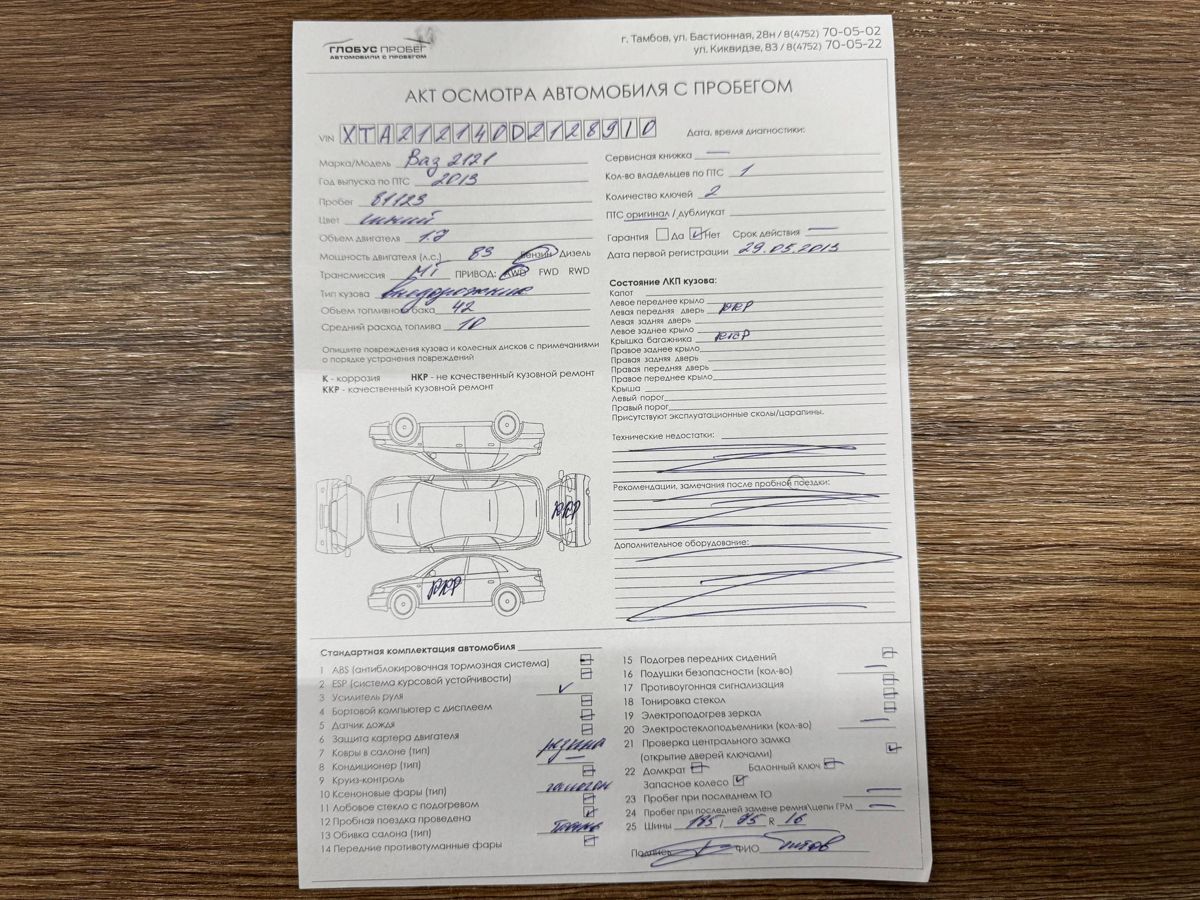 ГЛОБУС ПРОБЕГ
АВТОМОБИЛИ С ПРОБЕГОМ
г. Тамбов, ул. Бастионная, 28н / 8(4752) 70-05-02
ул. Киквидзе, 83 / 8(4752) 70-05-22
АКТ ОСМОТРА АВТОМОБИЛЯ С ПРОБЕГОМ
VIN XTA212140D2128910
Марка/Модель Ваз 2121
Год выпуска по ПТС 2013
Пробег 81123
Цвет синий
Объем двигателя 1.7
Мощность двигателя (л.с.) 83 Бензин Дизель
Трансмиссия МТ ПРИВОД: AWD FWD RWD
Тип кузова внедорожник
Объем топливного бака 42
Средний расход топлива 10
Опишите повреждения кузова и колесных дисков с примечаниями
о порядке устранения повреждений
К - коррозия НКР - не качественный кузовной ремонт
ККР - качественный кузовной ремонт
ККР
ККР
Дата, время диагностики:
Сервисная книжка —
Кол-во владельцев по ПТС 1
Количество ключей 2
ПТС оригинал / дубликат
Гарантия Да Нет Срок действия —
Дата первой регистрации 29.05.2013
Состояние ЛКП кузова:
Капот
Левое переднее крыло
Левая передняя дверь ККР
Левая задняя дверь
Левое заднее крыло
Крышка багажника ККР
Правое заднее крыло
Правая задняя дверь
Правая передняя дверь
Правое переднее крыло
Крыша
Левый порог
Правый порог
Присутствуют эксплуатационные сколы/царапины.
Технические недостатки:
Рекомендации, замечания после пробной поездки:
Дополнительное оборудование:
Стандартная комплектация автомобиля
1 ABS (антиблокировочная тормозная система)
2 ESP (система курсовой устойчивости)
3 Усилитель руля
4 Бортовой компьютер с дисплеем
5 Датчик дождя
6 Защита картера двигателя
7 Ковры в салоне (тип) резина
8 Кондиционер (тип)
9 Круиз-контроль
10 Ксеноновые фары (тип) галоген
11 Лобовое стекло с подогревом
12 Пробная поездка проведена
13 Обивка салона (тип) Ткань
14 Передние противотуманные фары
15 Подогрев передних сидений
16 Подушки безопасности (кол-во) —
17 Противоугонная сигнализация
18 Тонировка стекол
19 Электроподогрев зеркал
20 Электростеклоподъемники (кол-во) —
21 Проверка центрального замка
(открытие дверей ключами)
22 Домкрат Балонный ключ
Запасное колесо
23 Пробег при последнем ТО —
24 Пробег при последней замене ремня\цепи ГРМ —
25 Шины 185 / 75 R 16
Подпись ФИО Титов